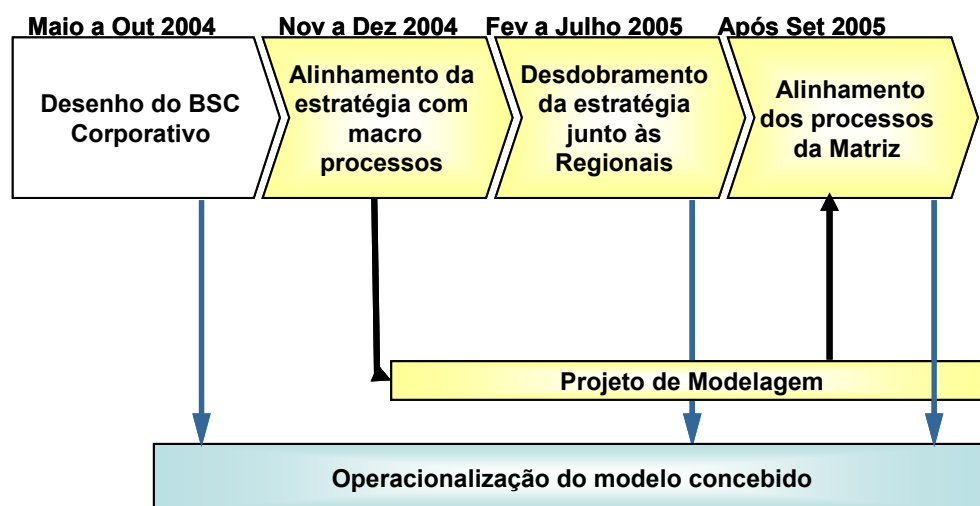 Maio a Out 2004 Nov a Dez 2004 Fev a Julho 2005 Após Set 2005
Desenho do BSC
Corporativo
Alinhamento da
estratégia com
macro
processos
Desdobramento
da estratégia
junto às
Regionais
Alinhamento
dos processos
da Matriz
Projeto de Modelagem
Operacionalização do modelo concebido